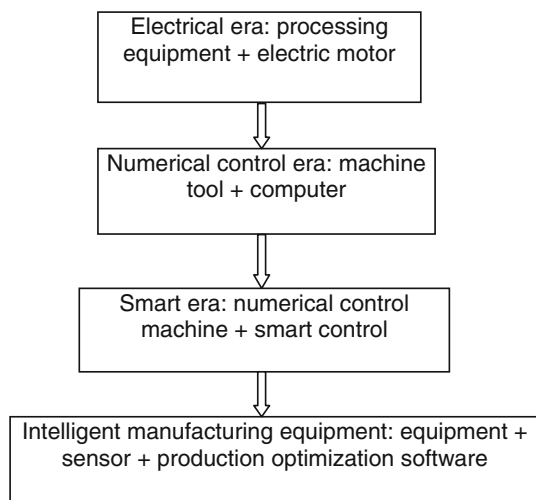 Electrical era: processing
equipment + electric motor
Numerical control era: machine
tool + computer
Smart era: numerical control
machine + smart control
Intelligent manufacturing equipment: equipment +
sensor + production optimization software